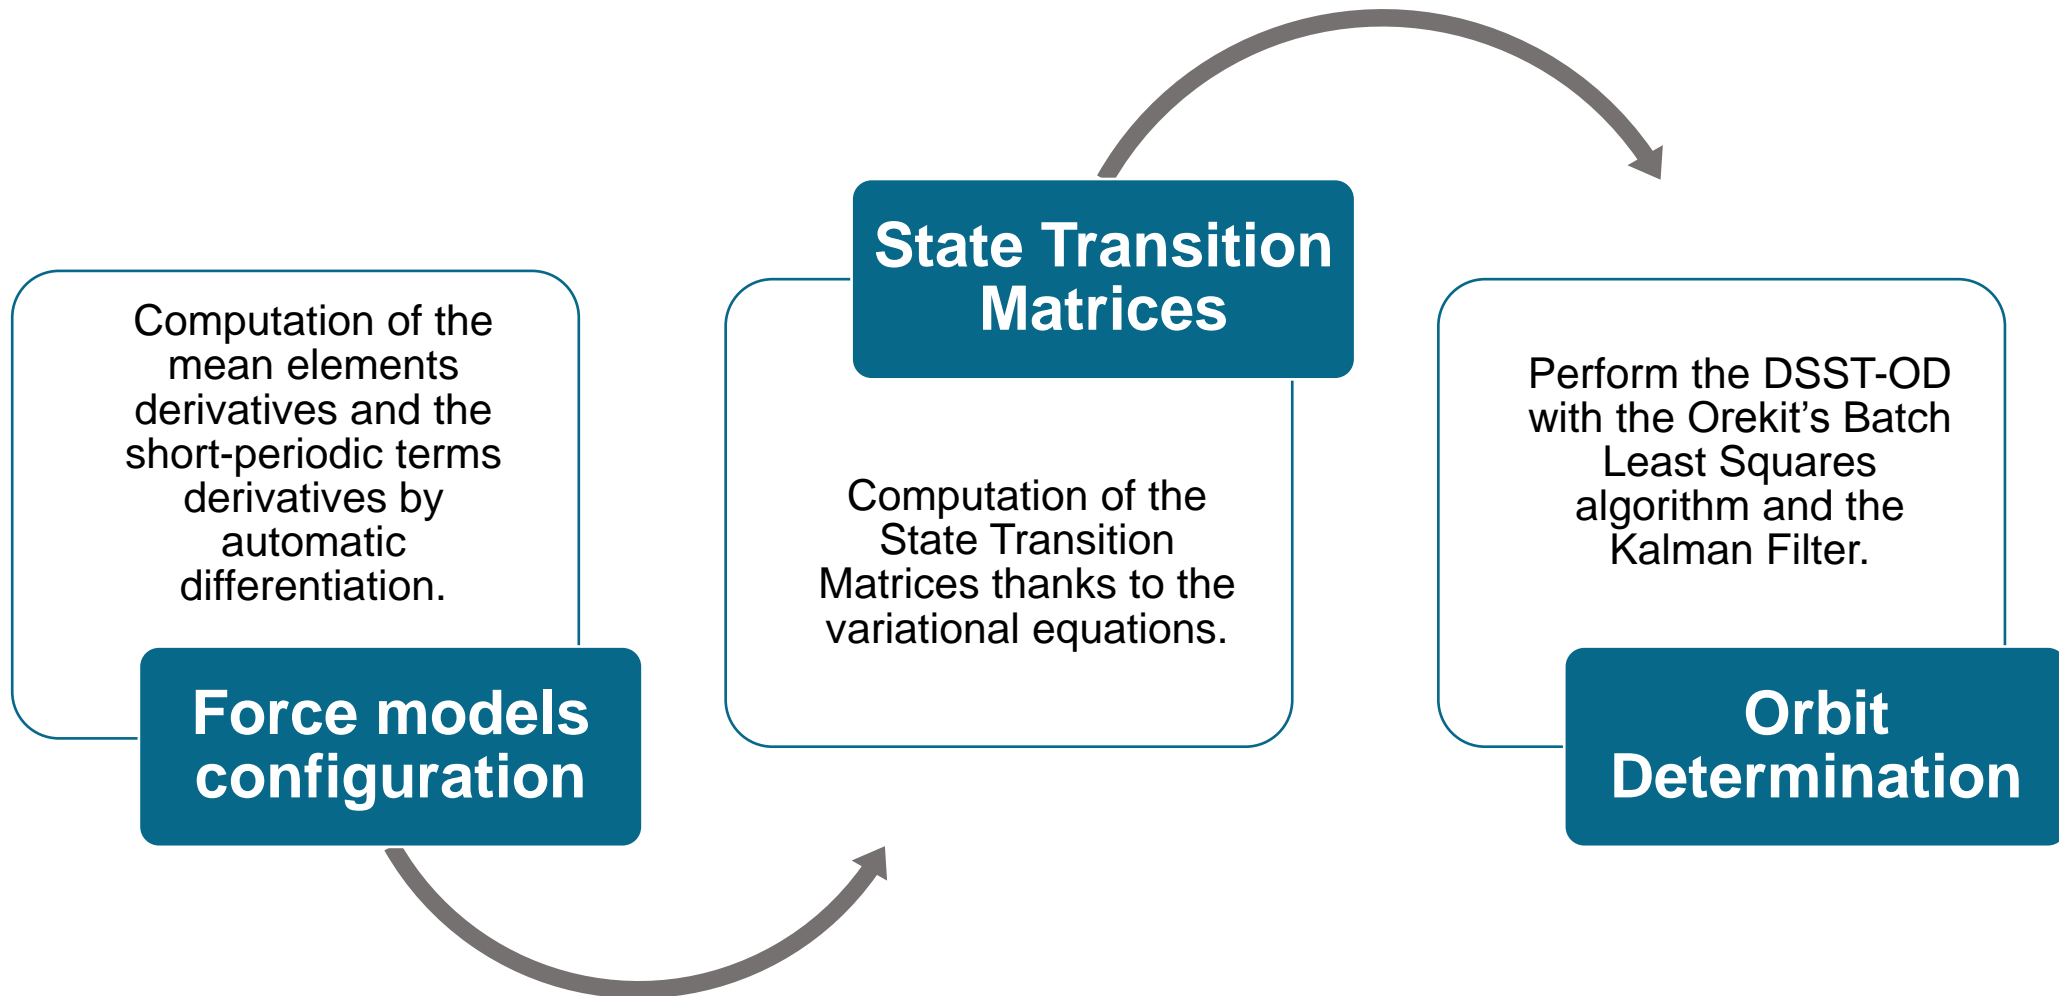 Computation of the
mean elements
derivatives and the
short-periodic terms
derivatives by
automatic
differentiation.
Force models
configuration
State Transition
Matrices
Computation of the
State Transition
Matrices thanks to the
variational equations.
Perform the DSST-OD
with the Orekit’s Batch
Least Squares
algorithm and the
Kalman Filter.
Orbit
Determination